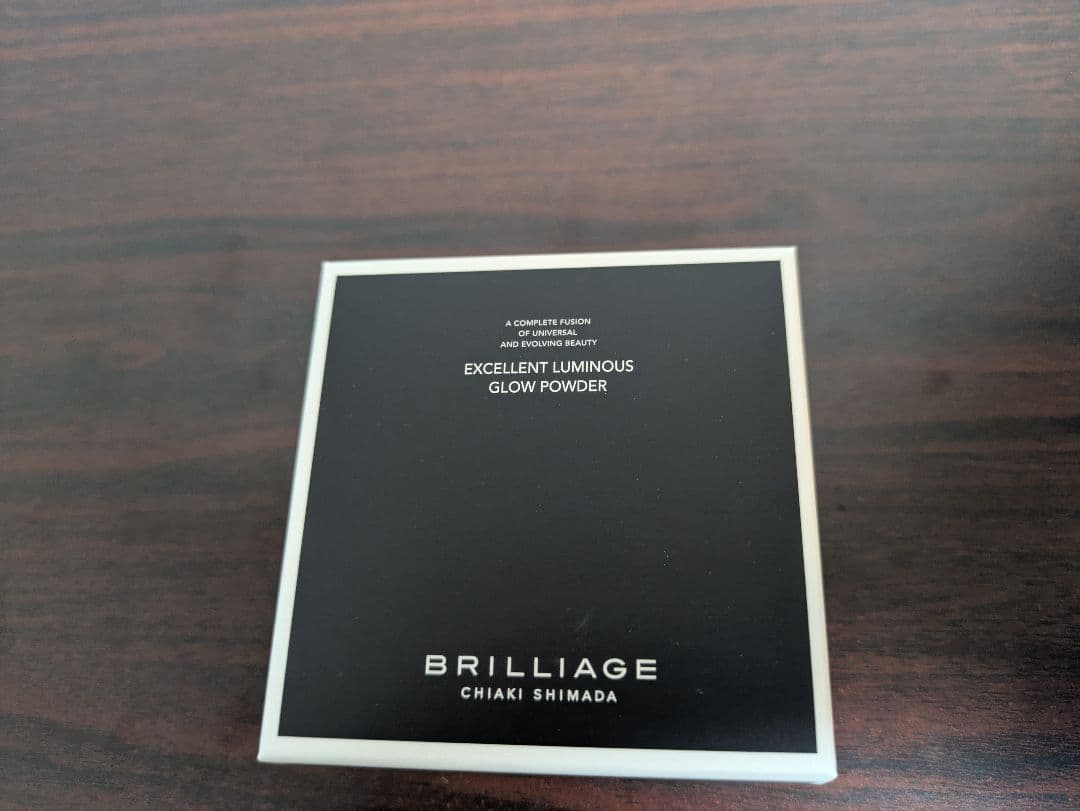 A COMPLETE FUSION
OF UNIVERSAL
AND EVOLVING BEAUTY
EXCELLENT LUMINOUS
GLOW POWDER
BRILLIAGE
CHIAKI SHIMADA